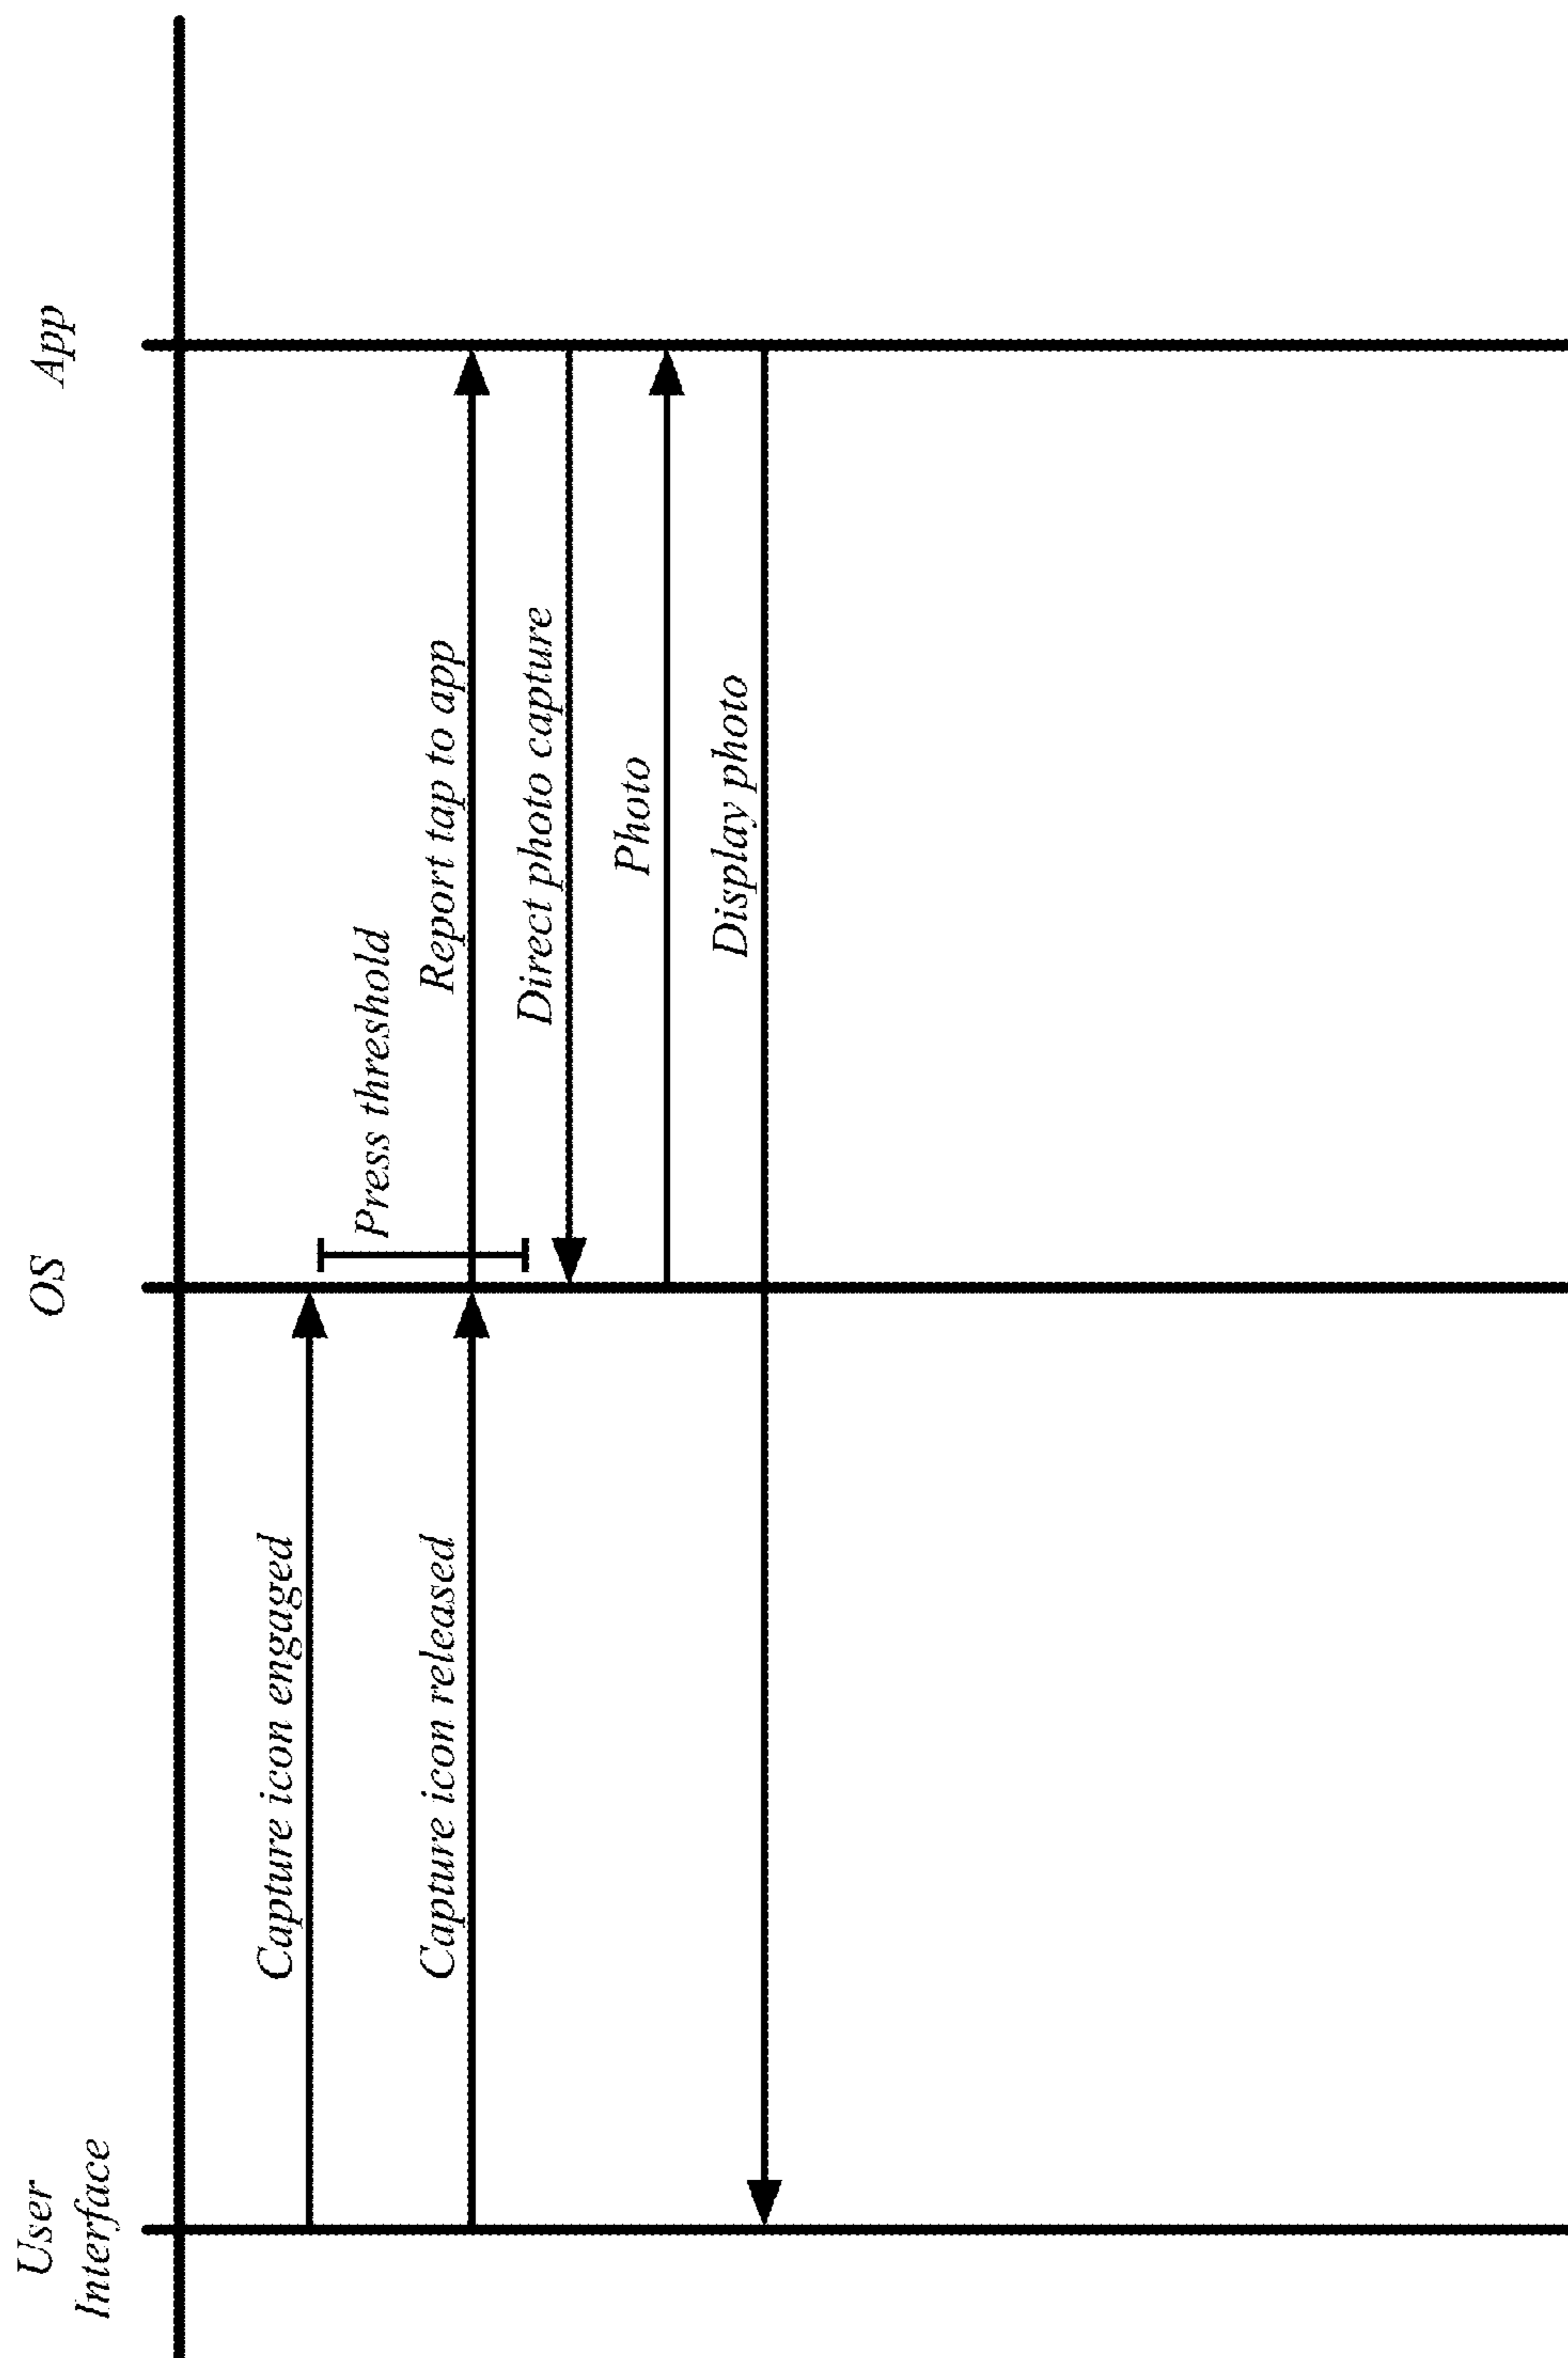 User
Interface
OS
App
Capture icon engaged
Press threshold
Capture icon released
Report tap to app
Direct photo capture
Photo
Display photo